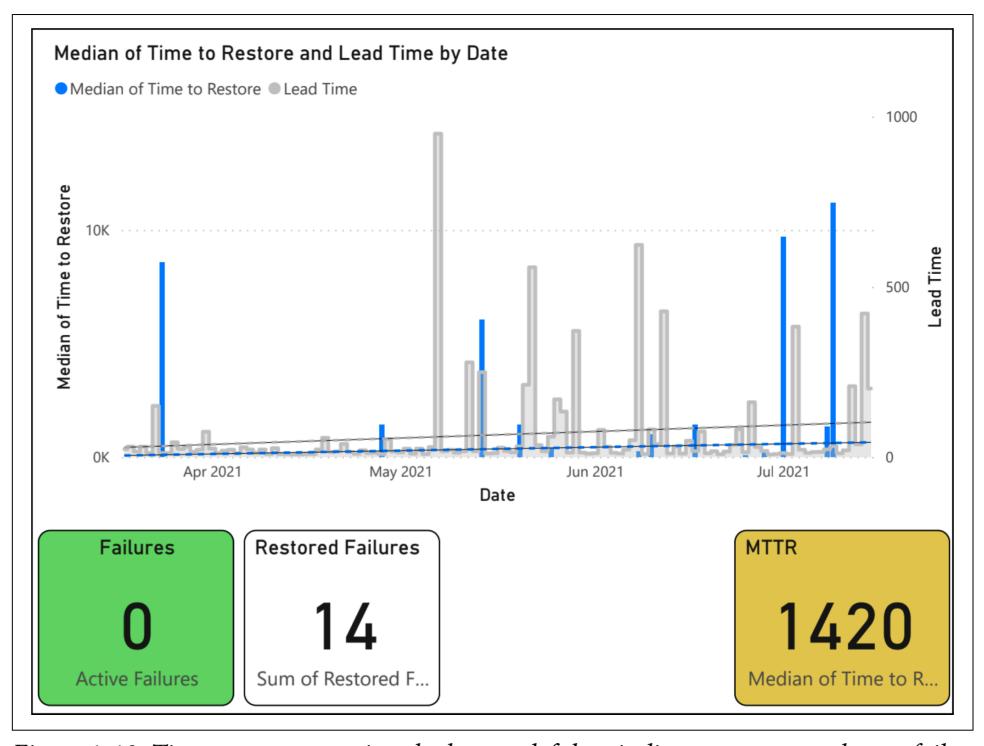 Median of Time to Restore and Lead Time by Date
Median of Time to Restore Lead Time
1000
Median of Time to Restore
10K
500
Lead Time
0K
0
Apr 2021 May 2021 Jun 2021 Jul 2021
Date
Failures
0
Active Failures
Restored Failures
14
Sum of Restored F...
MTTR
1420
Median of Time to R...